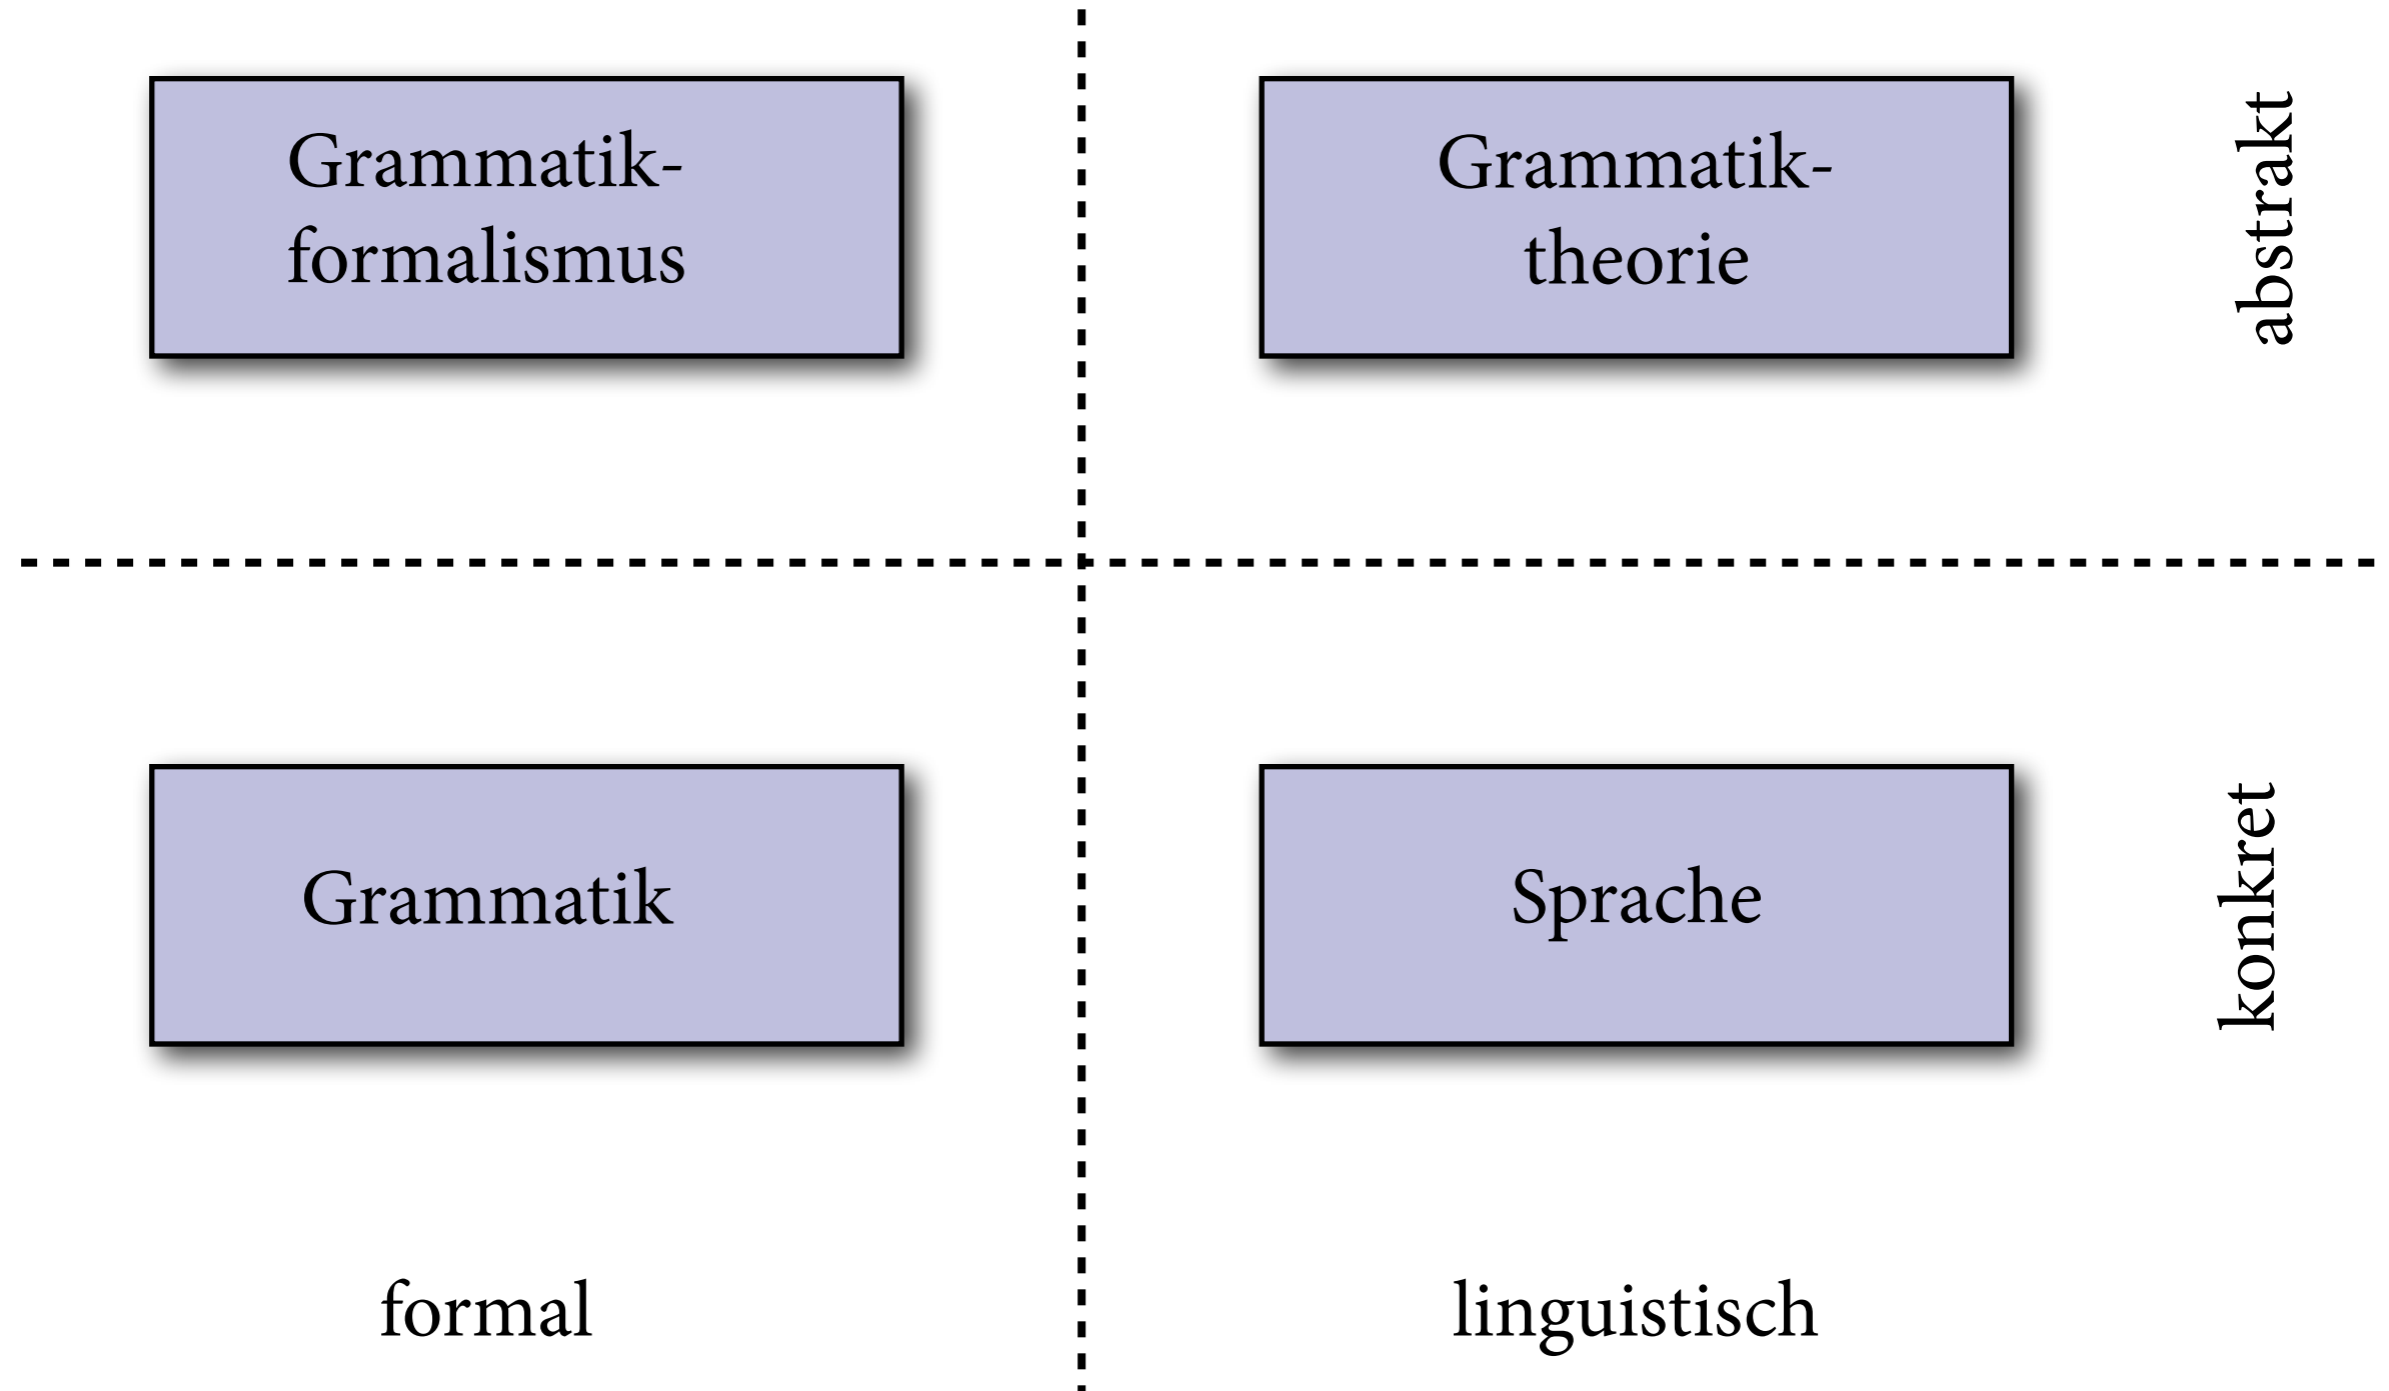 Grammatik-
formalismus
Grammatik-
theorie
abstrakt
Grammatik
Sprache
konkret
formal
linguistisch